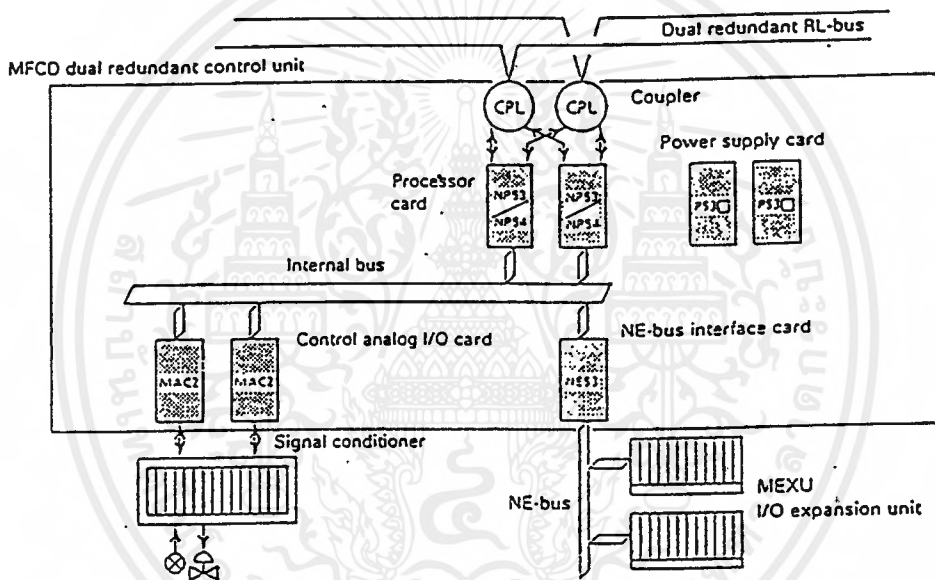 Dual redundant RL-bus
MFCD dual redundant control unit
CPL
CPL
Coupler
Power supply card
Processor
card
NP53
NP54
NP53
NP54
PS3□
PS3□
Internal bus
Control analog I/O card
NE-bus interface card
MAC2
MAC2
NE53
Signal conditioner
NE-bus
MEXU
I/O expansion unit